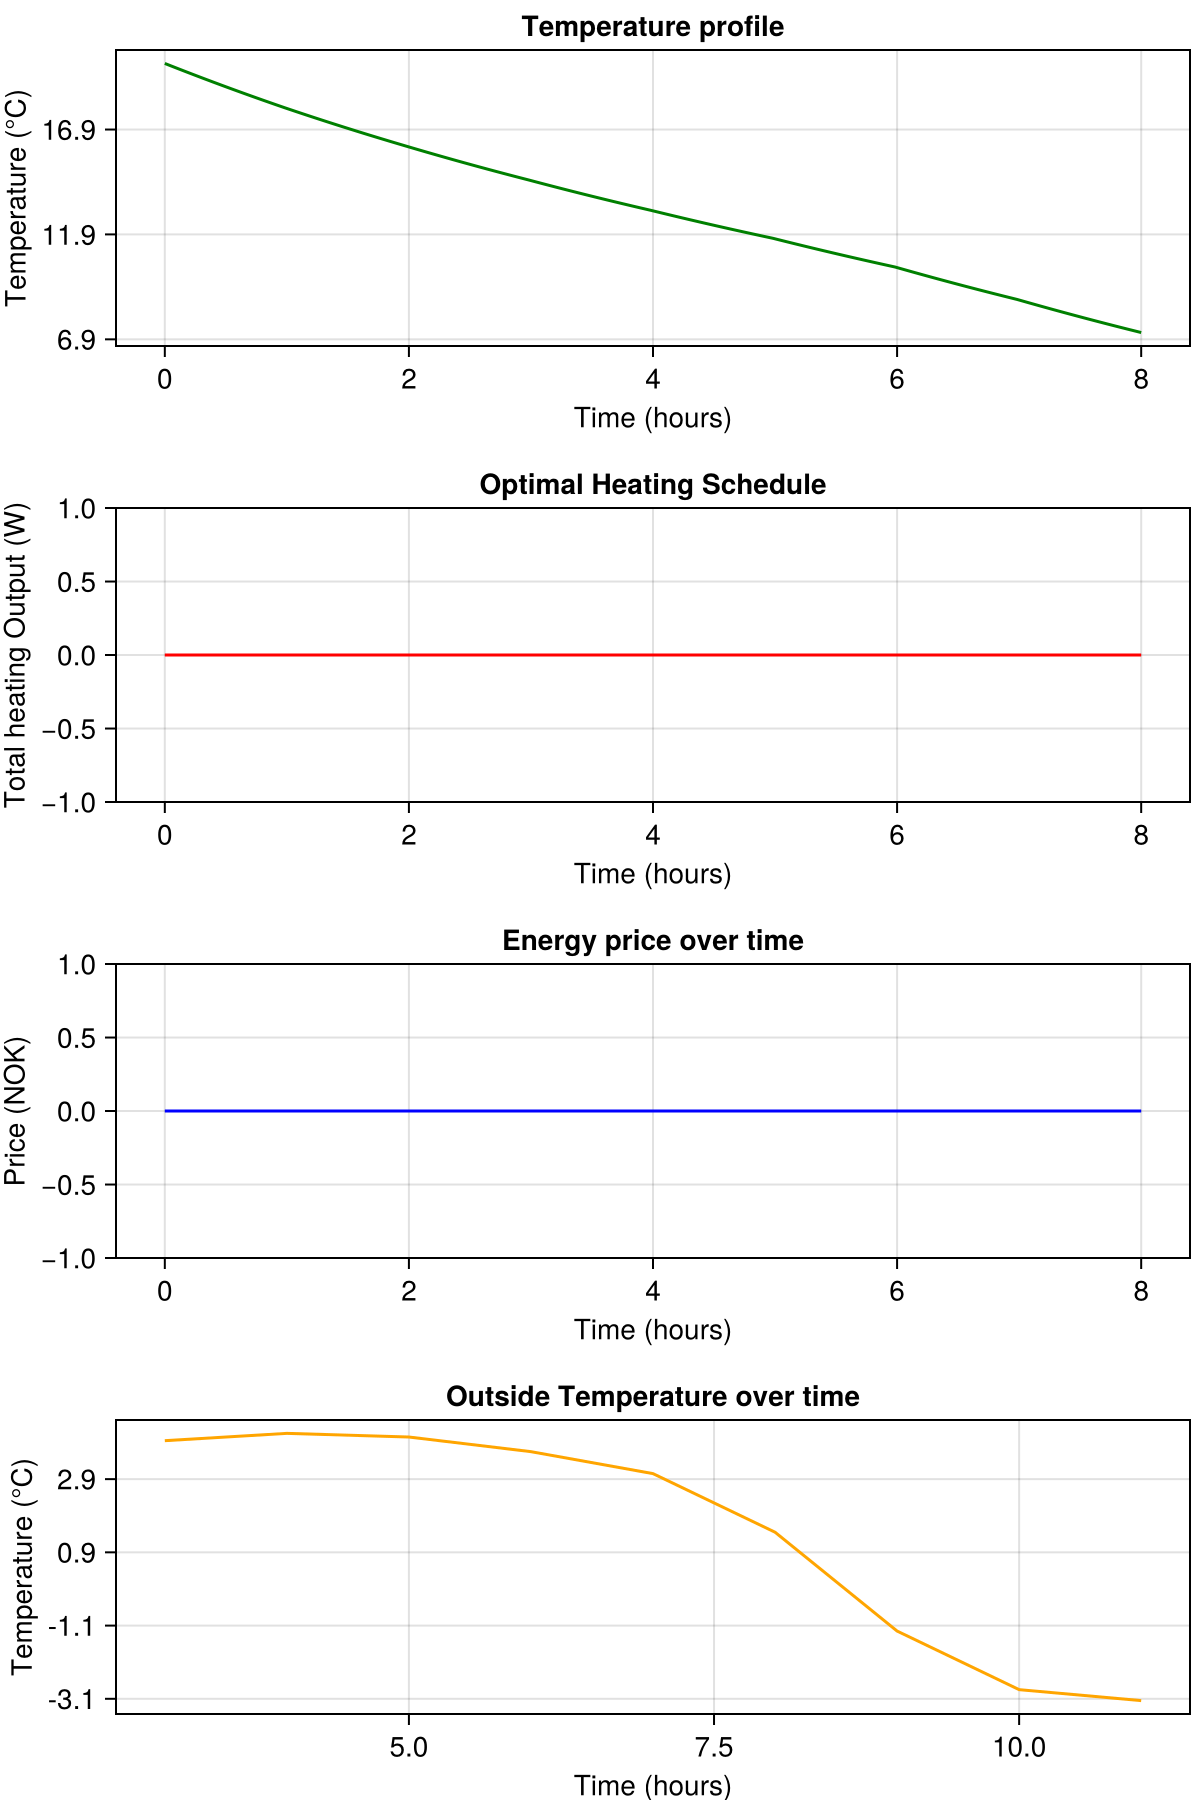 Temperature profile
Temperature (°C)
16.9
11.9
6.9
0 2 4 6 8
Time (hours)
Optimal Heating Schedule
Total heating Output (W)
1.0
0.5
0.0
−0.5
−1.0
0 2 4 6 8
Time (hours)
Energy price over time
Price (NOK)
1.0
0.5
0.0
−0.5
−1.0
0 2 4 6 8
Time (hours)
Outside Temperature over time
Temperature (°C)
2.9
0.9
-1.1
-3.1
5.0 7.5 10.0
Time (hours)